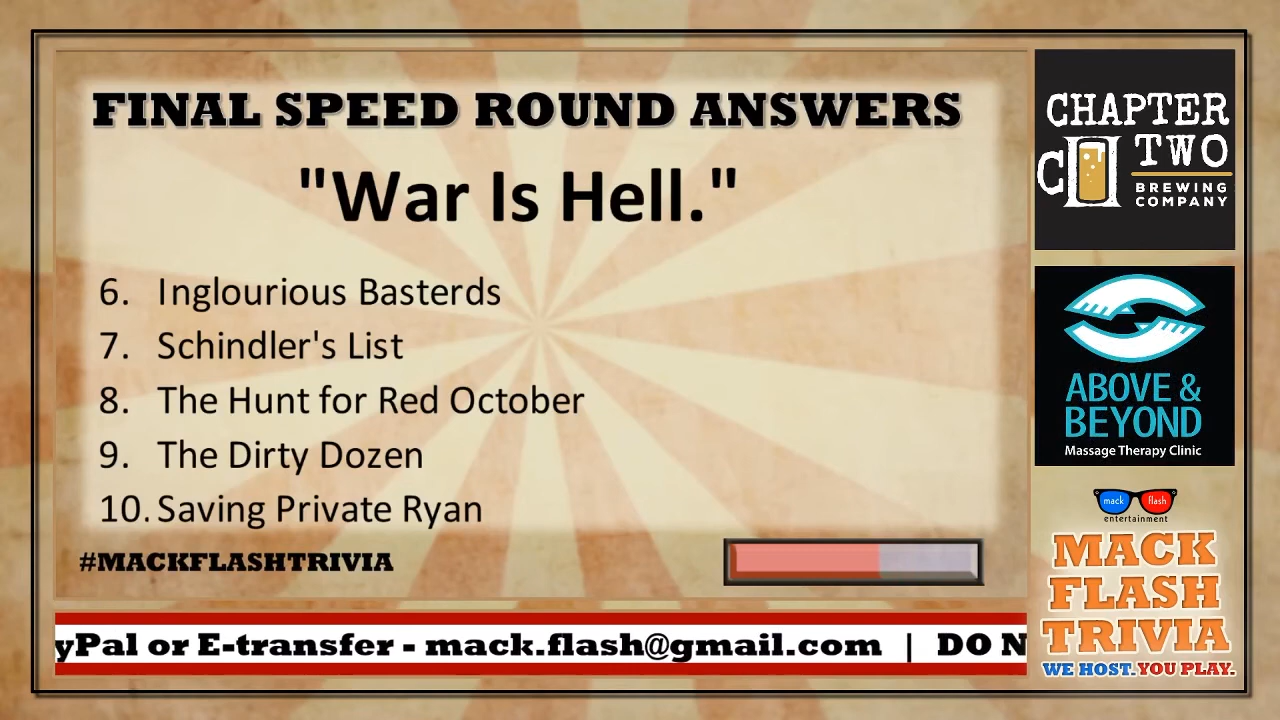 FINAL SPEED ROUND ANSWERS
"War Is Hell."
6. Inglourious Basterds
7. Schindler's List
8. The Hunt for Red October
9. The Dirty Dozen
10. Saving Private Ryan
#MACKFLASHTRIVIA
yPal or E-transfer - mack.flash@gmail.com | DO N
CHAPTER
TWO
BREWING
COMPANY
ABOVE &
BEYOND
Massage Therapy Clinic
mack flash
entertainment
MACK
FLASH
TRIVIA
WE HOST. YOU PLAY.